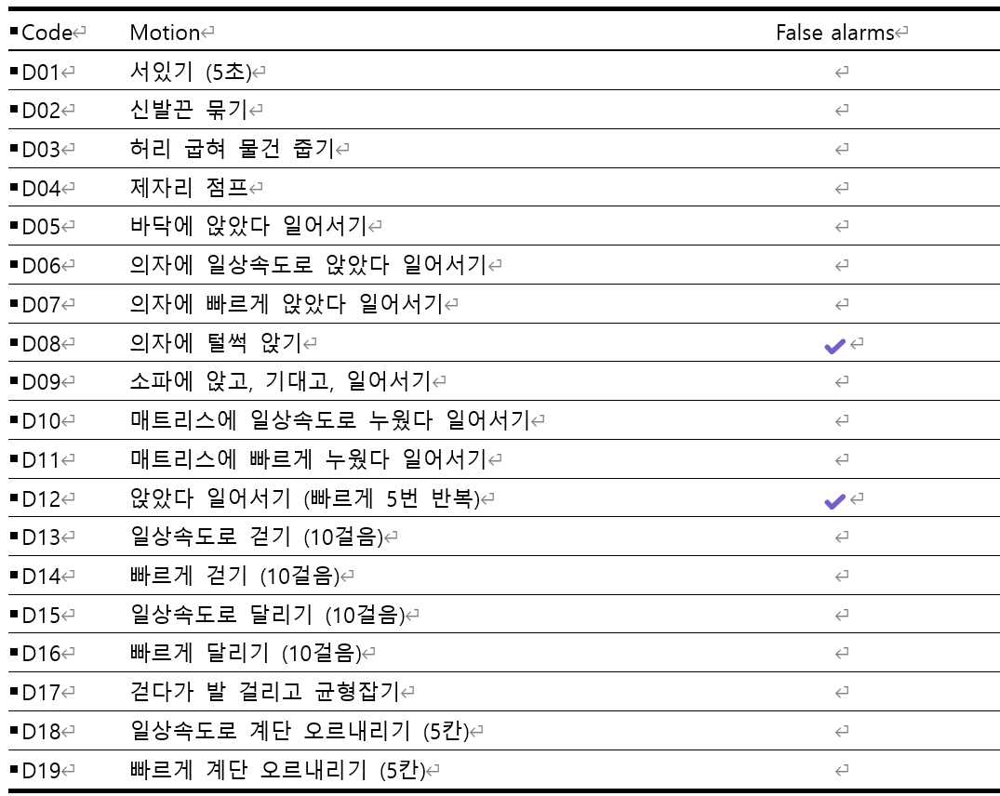 Code Motion False alarms
D01 서있기 (5초)
D02 신발끈 묶기
D03 허리 굽혀 물건 줍기
D04 제자리 점프
D05 바닥에 앉았다 일어서기
D06 의자에 일상속도로 앉았다 일어서기
D07 의자에 빠르게 앉았다 일어서기
D08 의자에 털썩 앉기 ✔
D09 소파에 앉고, 기대고, 일어서기
D10 매트리스에 일상속도로 누웠다 일어서기
D11 매트리스에 빠르게 누웠다 일어서기
D12 앉았다 일어서기 (빠르게 5번 반복) ✔
D13 일상속도로 걷기 (10걸음)
D14 빠르게 걷기 (10걸음)
D15 일상속도로 달리기 (10걸음)
D16 빠르게 달리기 (10걸음)
D17 걷다가 발 걸리고 균형잡기
D18 일상속도로 계단 오르내리기 (5칸)
D19 빠르게 계단 오르내리기 (5칸)